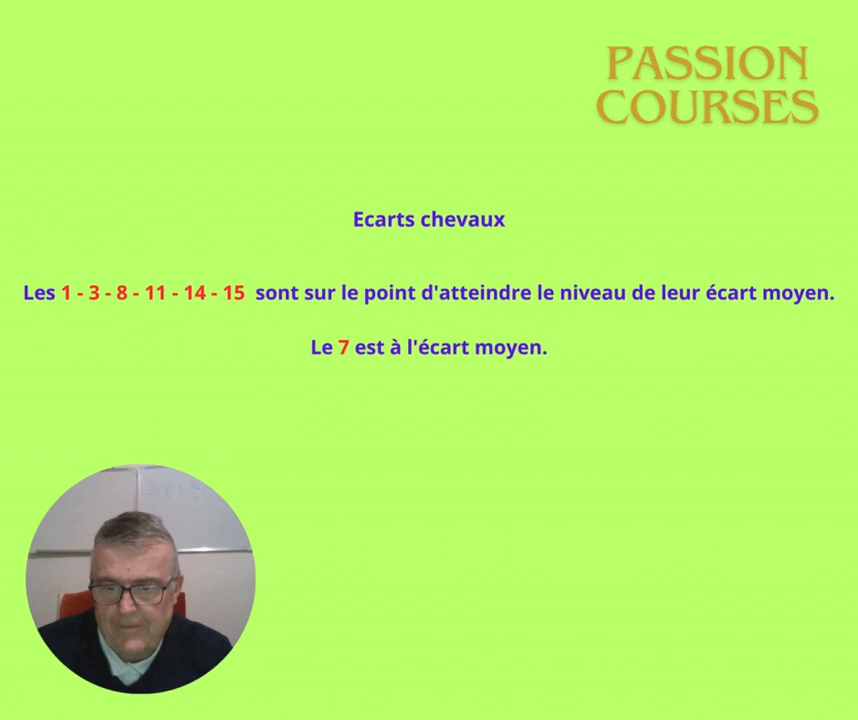 PASSION
COURSES
Ecarts chevaux
Les 1 - 3 - 8 - 11 - 14 - 15 sont sur le point d'atteindre le niveau de leur écart moyen.
Le 7 est à l'écart moyen.